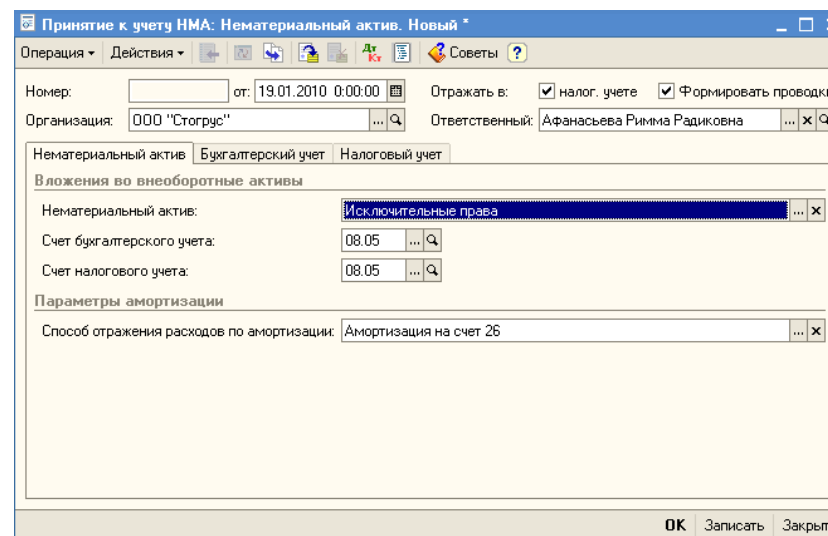 Принятие к учету НМА: Нематериальный актив. Новый *
Операция Действия Дт Кт Советы ?
Номер: от: 19.01.2010 0:00:00 Отражать в: налог. учете Формировать проводки
Организация: ООО "Стогрус" ... Ответственный: Афанасьева Римма Радиковна ... x
Нематериальный актив Бухгалтерский учет Налоговый учет
Вложения во внеоборотные активы
Нематериальный актив: Исключительные права ... x
Счет бухгалтерского учета: 08.05 ...
Счет налогового учета: 08.05 ...
Параметры амортизации
Способ отражения расходов по амортизации: Амортизация на счет 26 ... x
OK Записать Закрыт